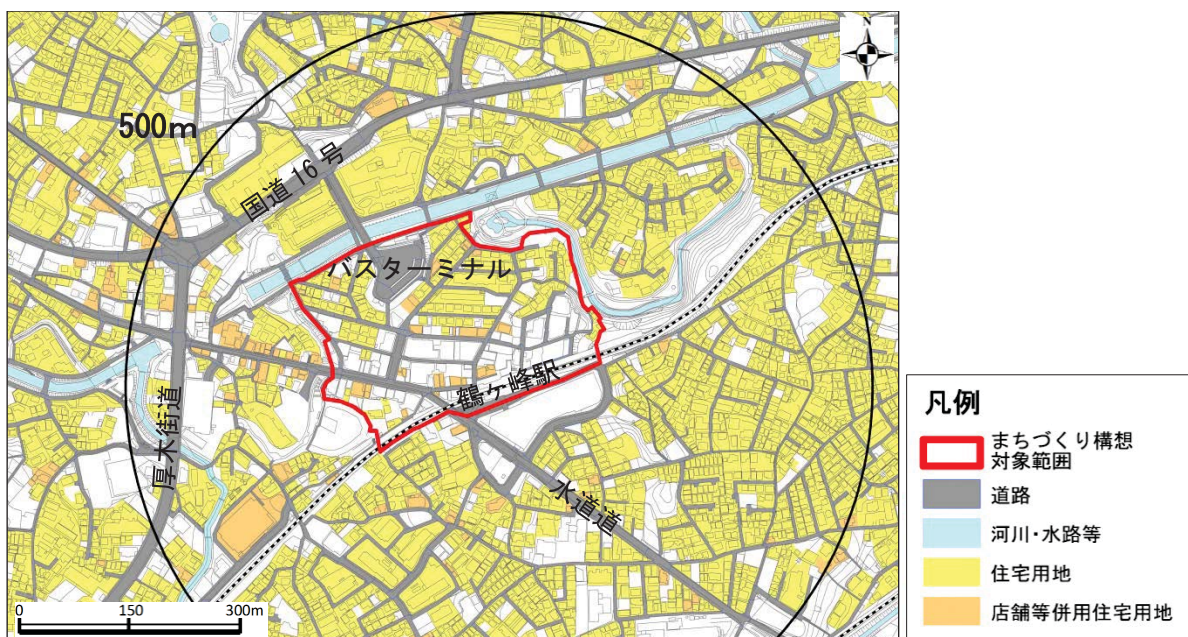 N
500m
国道16号
バスターミナル
鶴ヶ峰駅
厚木街道
水道道
0 150 300m
凡例
まちづくり構想
対象範囲
道路
河川・水路等
住宅用地
店舗等併用住宅用地